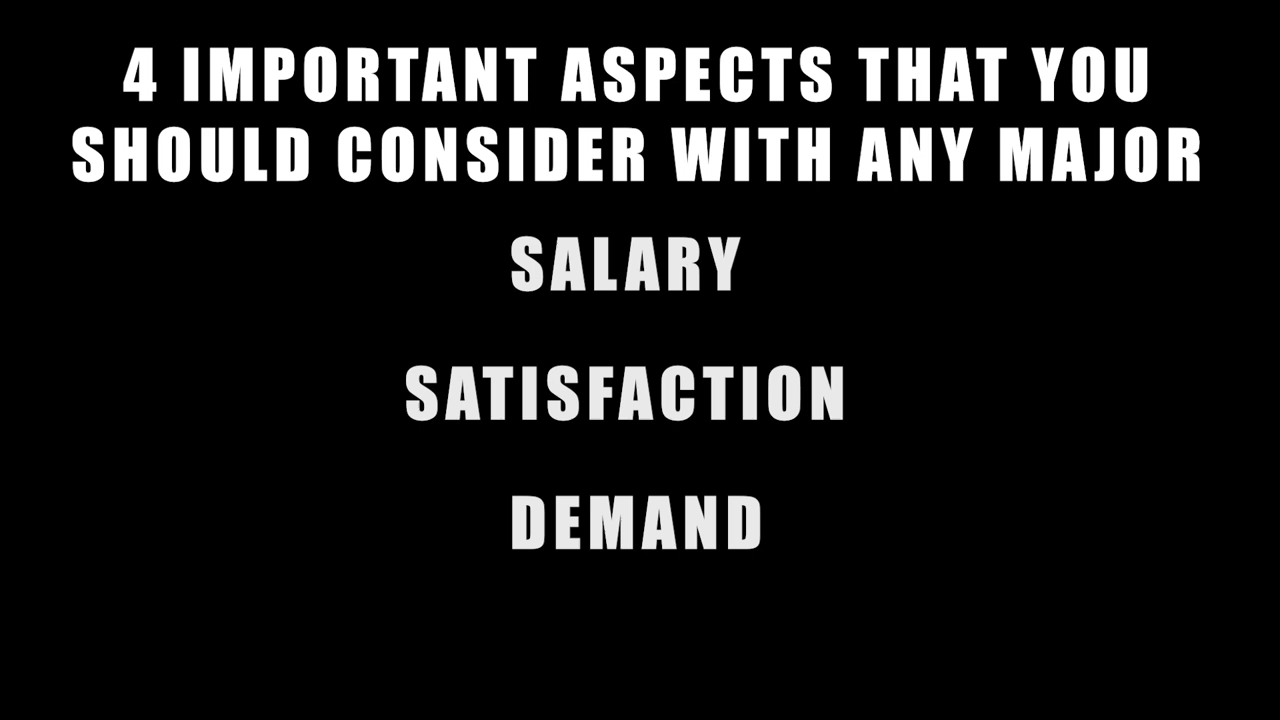 4 IMPORTANT ASPECTS THAT YOU
SHOULD CONSIDER WITH ANY MAJOR
SALARY
SATISFACTION
DEMAND